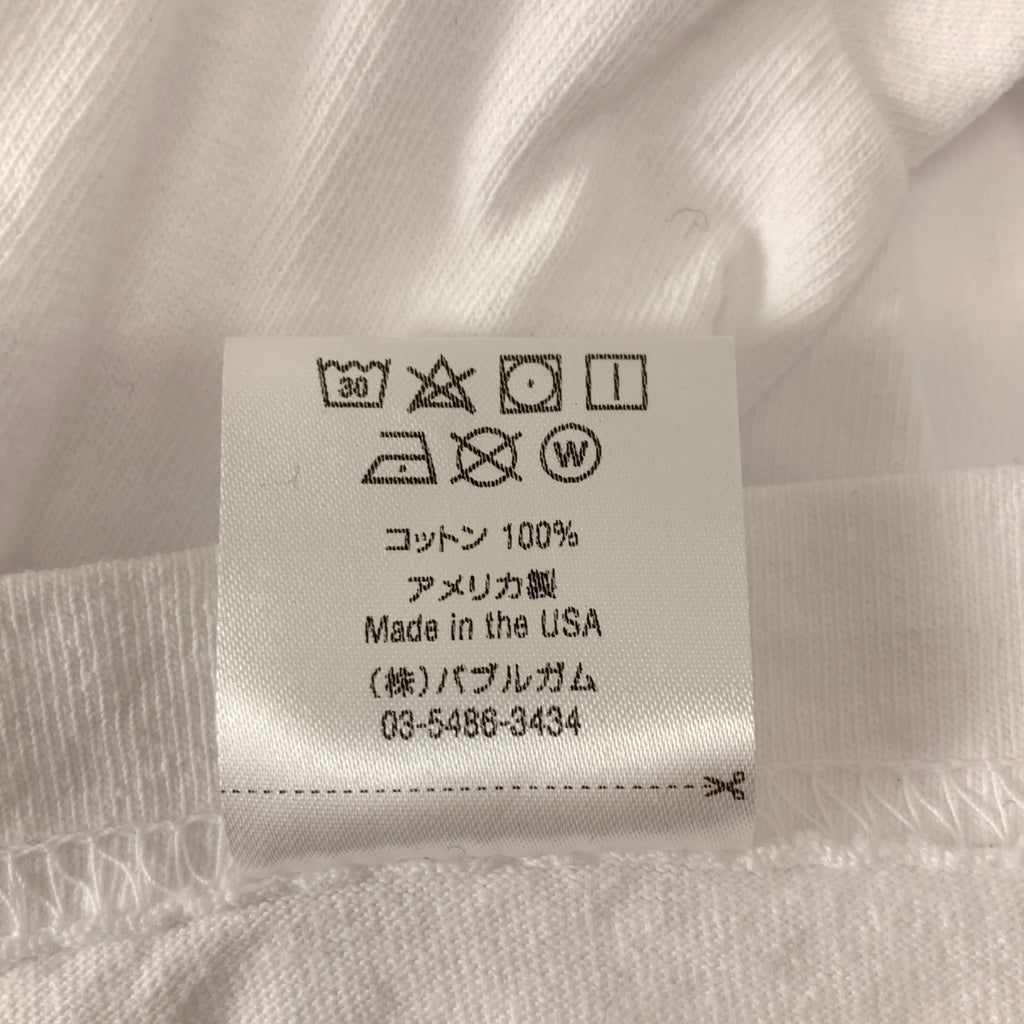 30
W
コットン 100%
アメリカ製
Made in the USA
(株)バブルガム
03-5486-3434